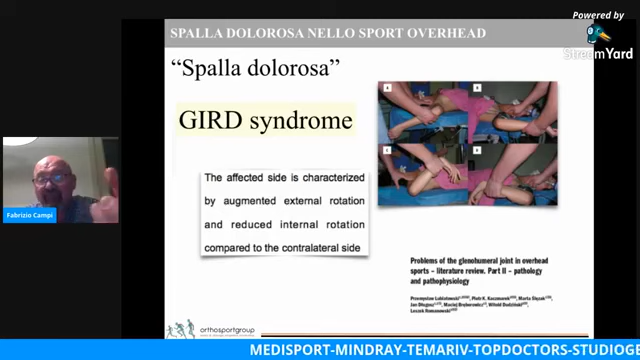 Powered by
StreamYard
SPALLA DOLOROSA NELLO SPORT OVERHEAD
“Spalla dolorosa”
GIRD syndrome
The affected side is characterized
by augmented external rotation
and reduced internal rotation
compared to the contralateral side
Fabrizio Campi
Problems of the glenohumeral joint in overhead
sports – literature review. Part II – pathology
and pathophysiology
orthosportgroup
MEDISPORT-MINDRAY-TEMARIV-TOPDOCTORS-STUDIOGE